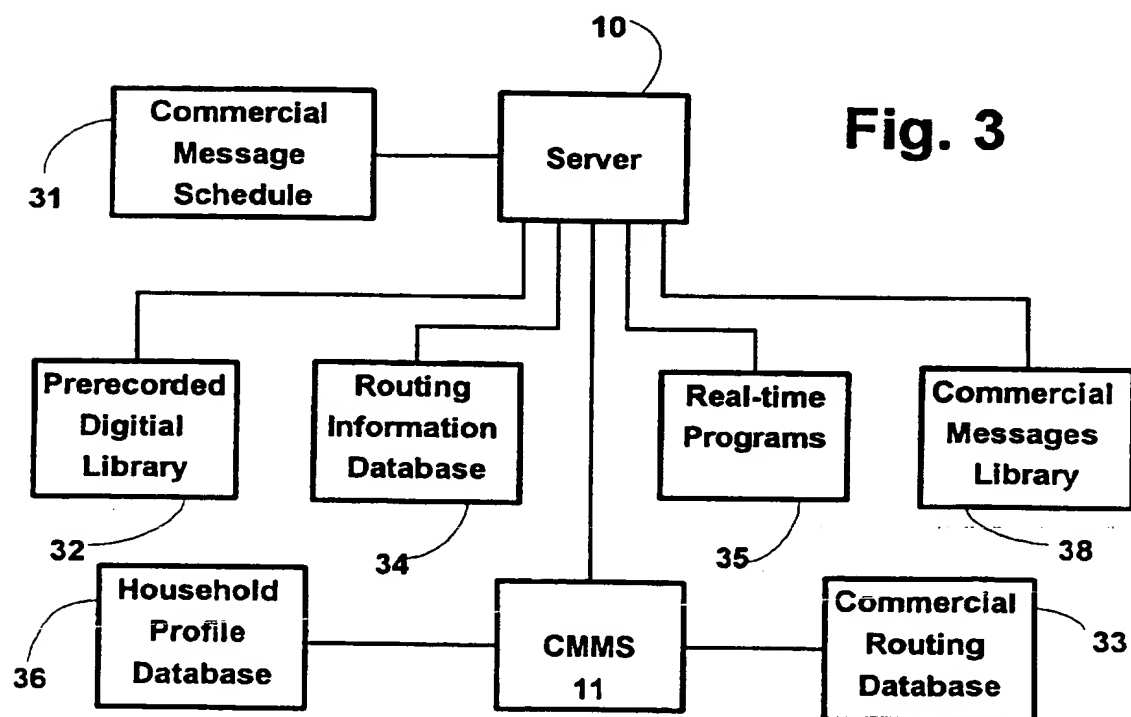 10
Commercial
Message
Schedule
31
Server
Fig. 3
Prerecorded
Digitial
Library
32
Routing
Information
Database
34
Real-time
Programs
35
Commercial
Messages
Library
38
Household
Profile
Database
36
CMMS
11
Commercial
Routing
Database
33